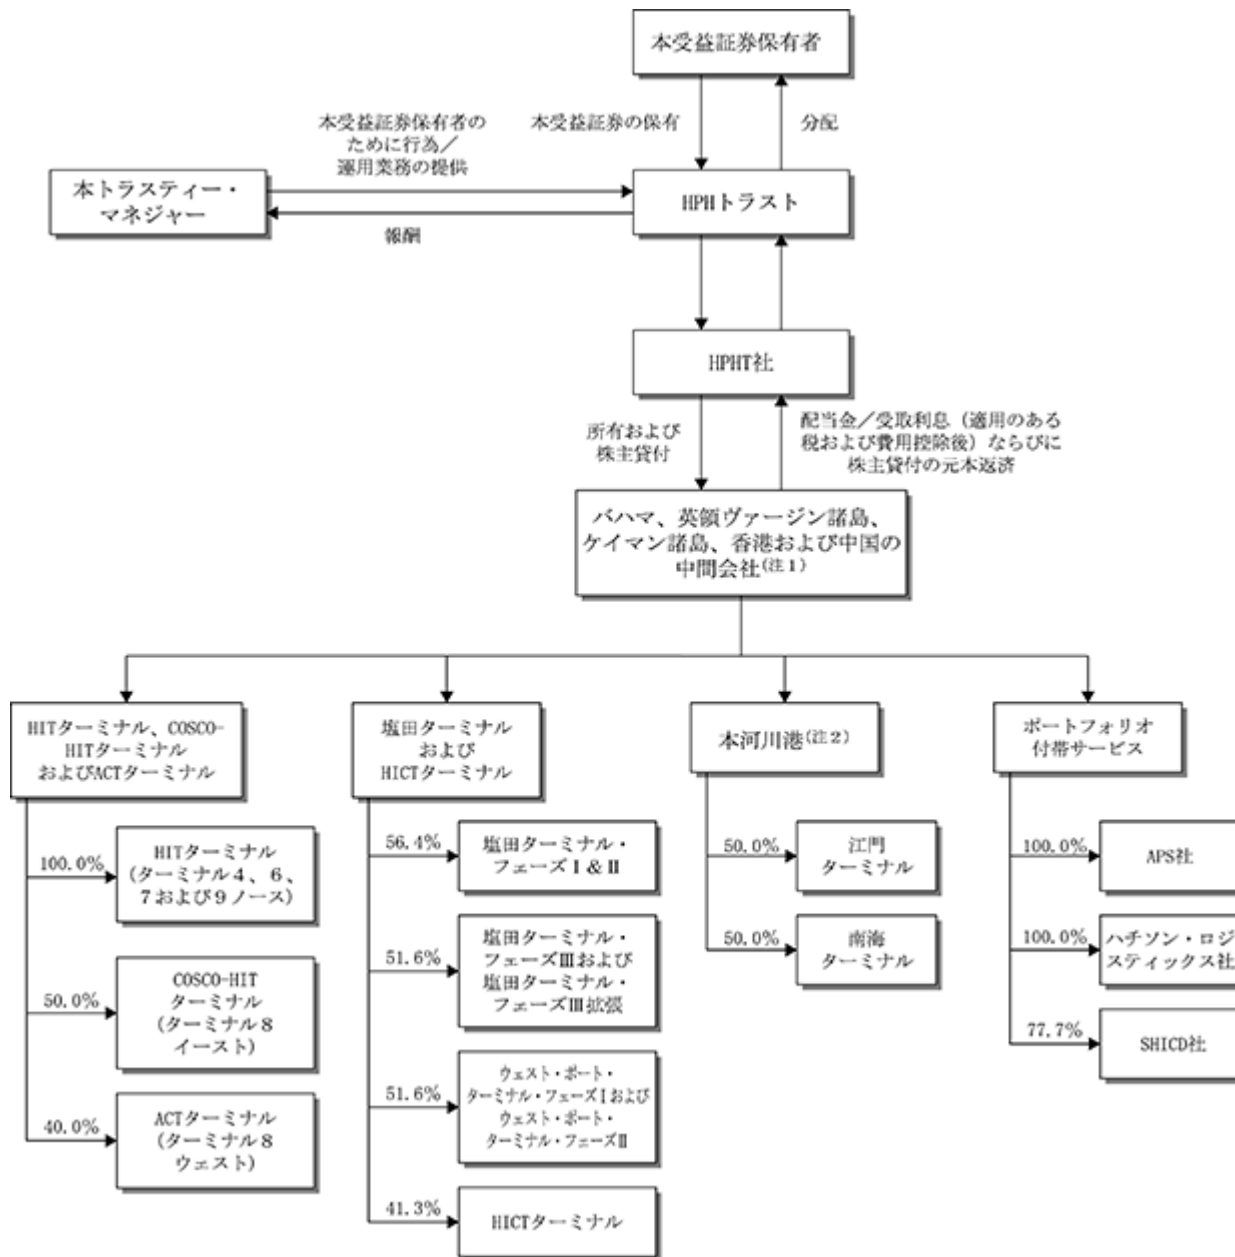 本受益証券保有者
本受益証券保有者の
ために行為／
運用業務の提供
本受益証券の保有
分配
本トラスティー・
マネジャー
HPHトラスト
報酬
HPHT社
所有および
株主貸付
配当金／受取利息（適用のある
税および費用控除後）ならびに
株主貸付の元本返済
バハマ、英領ヴァージン諸島、
ケイマン諸島、香港および中国の
中間会社(注１)
HITターミナル、COSCO-
HITターミナル
およびACTターミナル
100.0%
HITターミナル
(ターミナル４、６、
７および９ノース)
50.0%
COSCO-HIT
ターミナル
(ターミナル８
イースト)
40.0%
ACTターミナル
(ターミナル８
ウェスト)
塩田ターミナル
および
HICTターミナル
56.4%
塩田ターミナル・
フェーズⅠ＆Ⅱ
51.6%
塩田ターミナル・
フェーズⅢおよび
塩田ターミナル・
フェーズⅢ拡張
51.6%
ウェスト・ポート・
ターミナル・フェーズⅠおよび
ウェスト・ポート・
ターミナル・フェーズⅡ
41.3%
HICTターミナル
本河川港(注２)
50.0%
江門
ターミナル
50.0%
南海
ターミナル
ポートフォリオ
付帯サービス
100.0%
APS社
100.0%
ハチソン・ロジ
スティックス社
77.7%
SHICD社